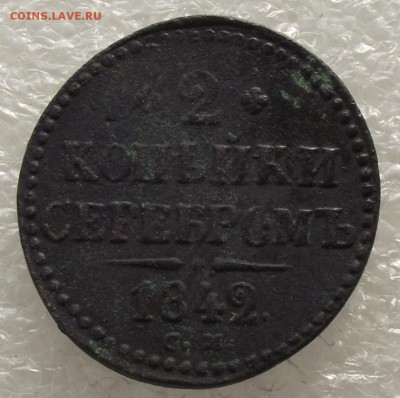 COINS.LAVE.RU
2
КОПѢЙКИ
СЕРЕБРОМЪ
1842.